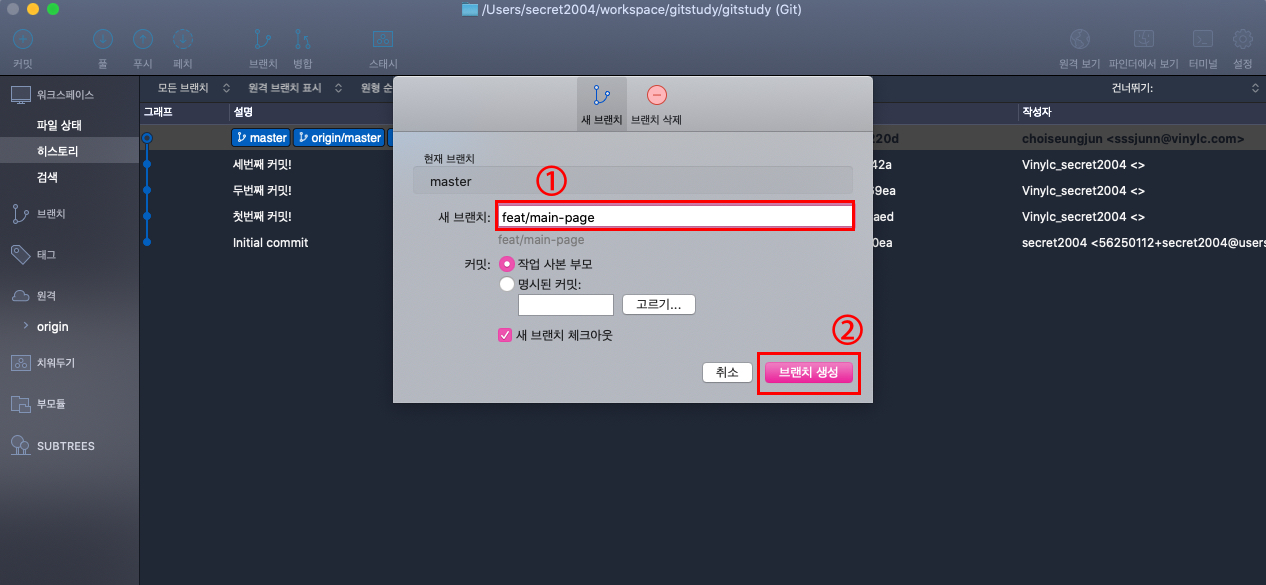 /Users/secret2004/workspace/gitstudy/gitstudy (Git)
커밋 풀 푸시 페치 브랜치 병합 스태시 원격 보기 파인더에서 보기 터미널 설정
워크스페이스
파일 상태
히스토리
검색
브랜치
태그
원격
origin
치워두기
부모듈
SUBTREES
모든 브랜치 원격 브랜치 표시 원형 순 건너뛰기:
그래프 설명 작성자
master origin/master 20d choiseungjun <sssjunn@vinylc.com>
세번째 커밋! 42a Vinylc_secret2004 <>
두번째 커밋! 9ea Vinylc_secret2004 <>
첫번째 커밋! aed Vinylc_secret2004 <>
Initial commit 0ea secret2004 <56250112+secret2004@users
새 브랜치 브랜치 삭제
현재 브랜치
master
①
새 브랜치: feat/main-page
feat/main-page
커밋: 작업 사본 부모
명시된 커밋:
고르기...
새 브랜치 체크아웃
②
취소 브랜치 생성